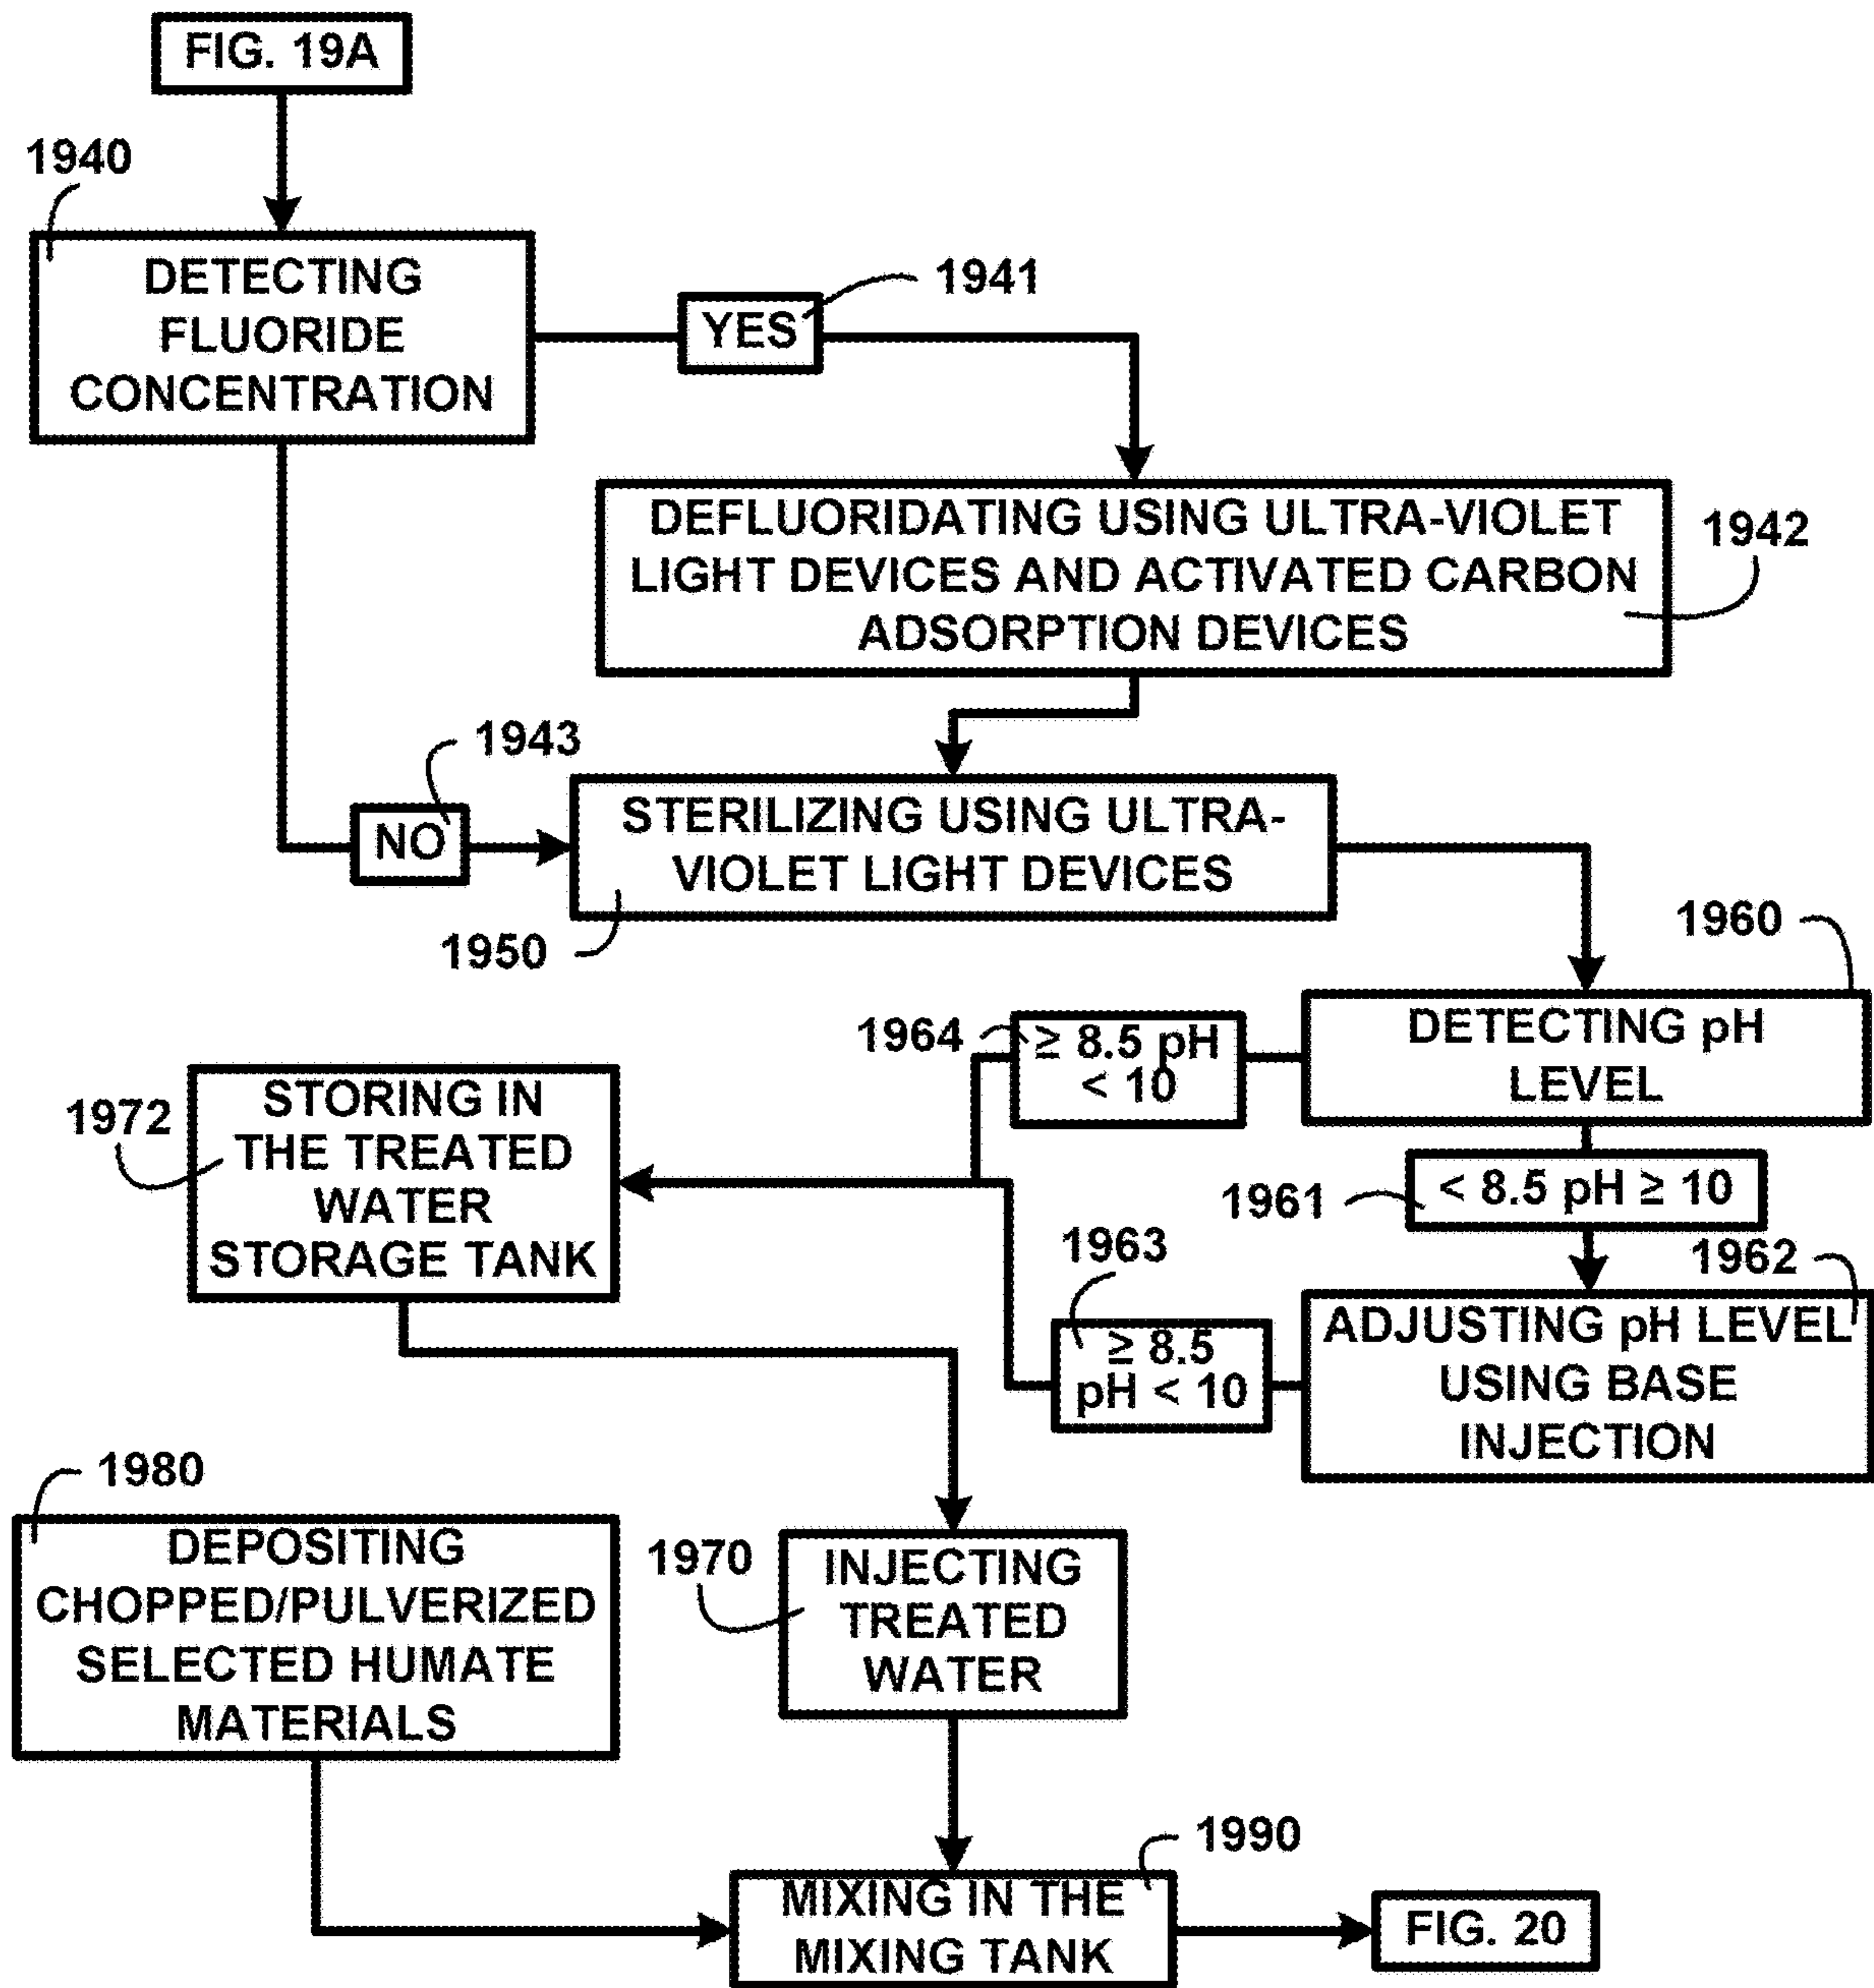 FIG. 19A
1940
DETECTING
FLUORIDE
CONCENTRATION
1941
YES
DEFLUORIDATING USING ULTRA-VIOLET
LIGHT DEVICES AND ACTIVATED CARBON
ADSORPTION DEVICES
1942
1943
NO
STERILIZING USING ULTRA-
VIOLET LIGHT DEVICES
1950
1960
DETECTING pH
LEVEL
1964
≥ 8.5 pH
< 10
1972
STORING IN
THE TREATED
WATER
STORAGE TANK
1961
< 8.5 pH ≥ 10
1963
≥ 8.5
pH < 10
1962
ADJUSTING pH LEVEL
USING BASE
INJECTION
1980
DEPOSITING
CHOPPED/PULVERIZED
SELECTED HUMATE
MATERIALS
1970
INJECTING
TREATED
WATER
1990
MIXING IN THE
MIXING TANK
FIG. 20